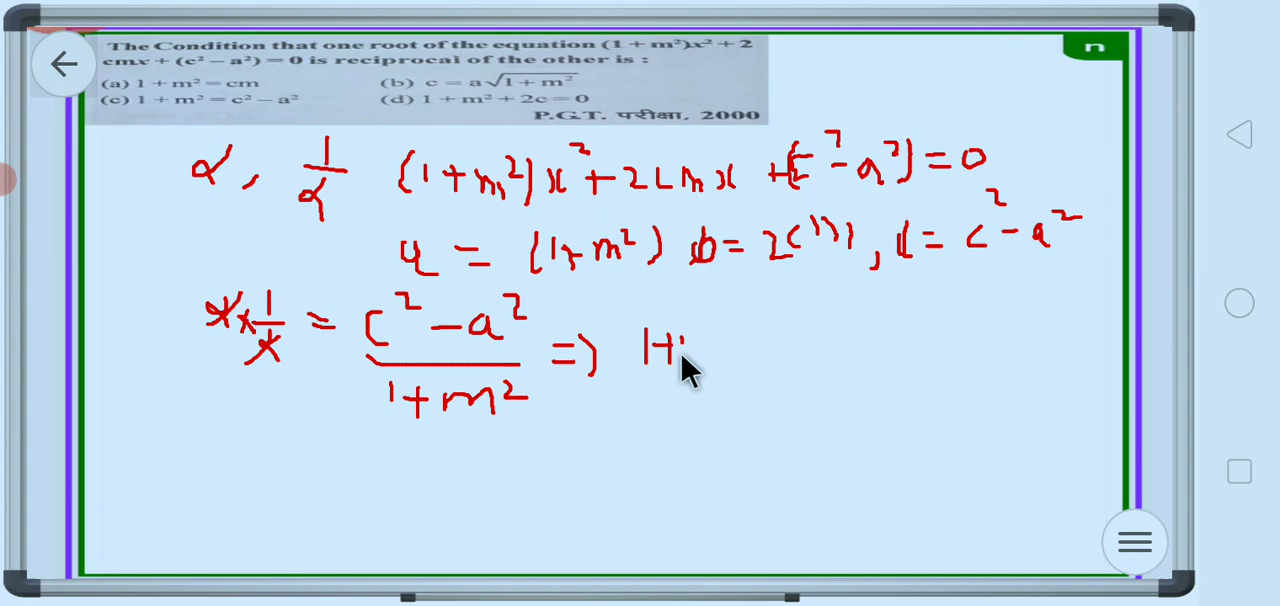 The Condition that one root of the equation (1 + m²)x² + 2
cmx + (c² – a²) = 0 is reciprocal of the other is :
(a) 1 + m² = cm (b) c = a√1 + m²
(c) 1 + m² = c² – a² (d) 1 + m² + 2c = 0
P.G.T. परीक्षा, 2000
n
α, 1/α (1+m²)x² + 2cmx + (c²-a²) = 0
a = (1+m²) b = 2cm, c = c²-a²
α × 1/α = c²-a² / 1+m² => 1+